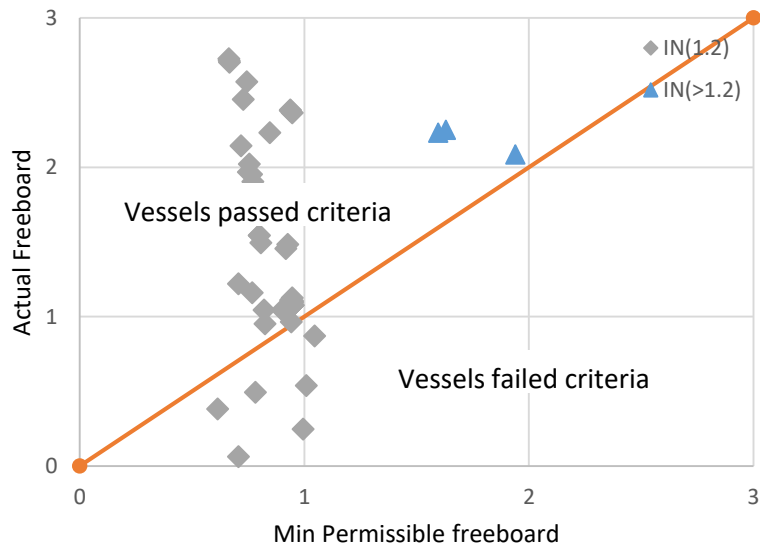 3
IN(1.2)
IN(>1.2)
2
Vessels passed criteria
Actual Freeboard
1
Vessels failed criteria
0
0 1 2 3
Min Permissible freeboard